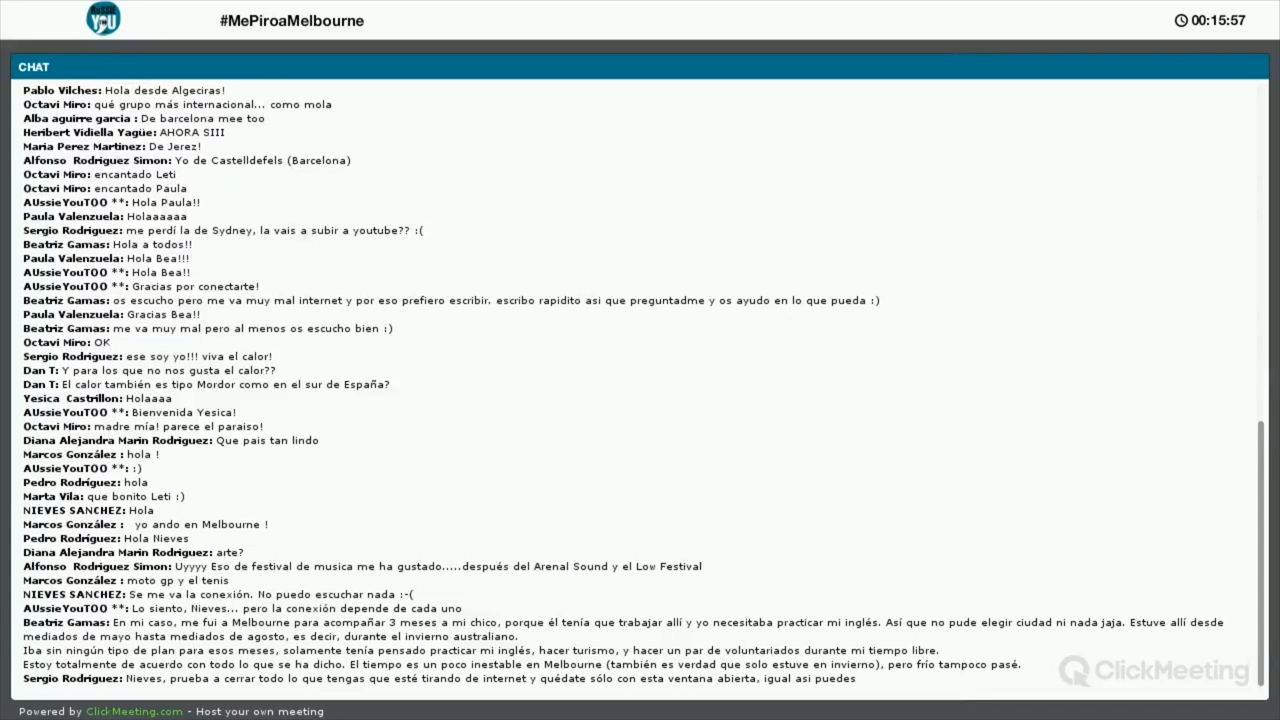 AUSSIE
YOU
TOO
#MePiroaMelbourne
00:15:57
CHAT
Pablo Vilches: Hola desde Algeciras!
Octavi Miro: qué grupo más internacional... como mola
Alba aguirre garcia : De barcelona mee too
Heribert Vidiella Yagüe: AHORA SIII
Maria Perez Martinez: De Jerez!
Alfonso Rodriguez Simon: Yo de Castelldefels (Barcelona)
Octavi Miro: encantado Leti
Octavi Miro: encantado Paula
AUssieYouTOO **: Hola Paula!!
Paula Valenzuela: Holaaaaaa
Sergio Rodriguez: me perdí la de Sydney, la vais a subir a youtube?? :(
Beatriz Gamas: Hola a todos!!
Paula Valenzuela: Hola Bea!!!
AUssieYouTOO **: Hola Bea!!
AUssieYouTOO **: Gracias por conectarte!
Beatriz Gamas: os escucho pero me va muy mal internet y por eso prefiero escribir. escribo rapidito asi que preguntadme y os ayudo en lo que pueda :)
Paula Valenzuela: Gracias Bea!!
Beatriz Gamas: me va muy mal pero al menos os escucho bien :)
Octavi Miro: OK
Sergio Rodriguez: ese soy yo!!! viva el calor!
Dan T: Y para los que no nos gusta el calor??
Dan T: El calor también es tipo Mordor como en el sur de España?
Yesica Castrillon: Holaaaa
AUssieYouTOO **: Bienvenida Yesica!
Octavi Miro: madre mía! parece el paraiso!
Diana Alejandra Marin Rodriguez: Que pais tan lindo
Marcos González : hola !
AUssieYouTOO **: :)
Pedro Rodríguez: hola
Marta Vila: que bonito Leti :)
NIEVES SANCHEZ: Hola
Marcos González : yo ando en Melbourne !
Pedro Rodríguez: Hola Nieves
Diana Alejandra Marin Rodriguez: arte?
Alfonso Rodriguez Simon: Uyyyy Eso de festival de musica me ha gustado.....después del Arenal Sound y el Low Festival
Marcos González : moto gp y el tenis
NIEVES SANCHEZ: Se me va la conexión. No puedo escuchar nada :-(
AUssieYouTOO **: Lo siento, Nieves... pero la conexión depende de cada uno
Beatriz Gamas: En mi caso, me fui a Melbourne para acompañar 3 meses a mi chico, porque él tenía que trabajar allí y yo necesitaba practicar mi inglés. Así que no pude elegir ciudad ni nada jaja. Estuve allí desde
mediados de mayo hasta mediados de agosto, es decir, durante el invierno australiano.
Iba sin ningún tipo de plan para esos meses, solamente tenía pensado practicar mi inglés, hacer turismo, y hacer un par de voluntariados durante mi tiempo libre.
Estoy totalmente de acuerdo con todo lo que se ha dicho. El tiempo es un poco inestable en Melbourne (también es verdad que solo estuve en invierno), pero frío tampoco pasé.
Sergio Rodriguez: Nieves, prueba a cerrar todo lo que tengas que esté tirando de internet y quédate sólo con esta ventana abierta, igual asi puedes
ClickMeeting
Powered by ClickMeeting.com - Host your own meeting